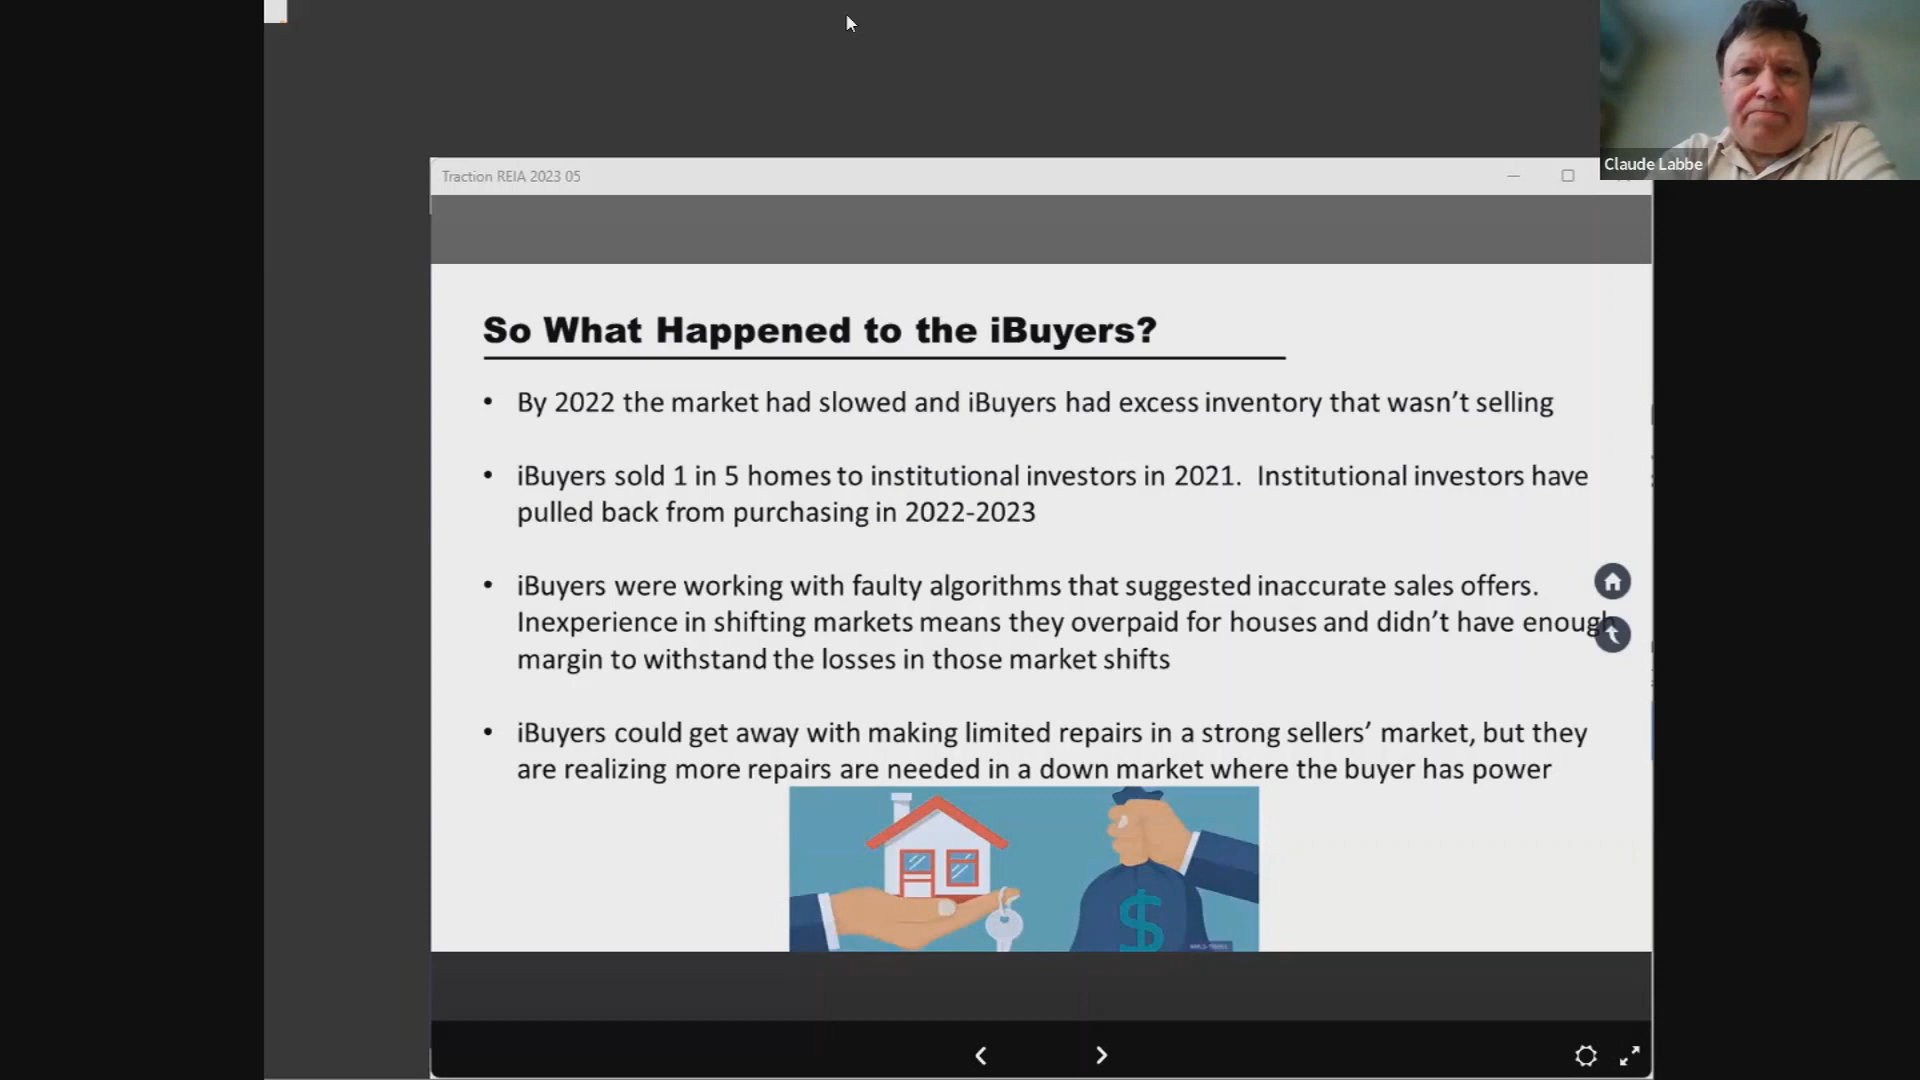 Claude Labbe
Traction REIA 2023 05
So What Happened to the iBuyers?
• By 2022 the market had slowed and iBuyers had excess inventory that wasn’t selling
• iBuyers sold 1 in 5 homes to institutional investors in 2021.  Institutional investors have
pulled back from purchasing in 2022-2023
• iBuyers were working with faulty algorithms that suggested inaccurate sales offers.
Inexperience in shifting markets means they overpaid for houses and didn’t have enough
margin to withstand the losses in those market shifts
• iBuyers could get away with making limited repairs in a strong sellers’ market, but they
are realizing more repairs are needed in a down market where the buyer has power
$